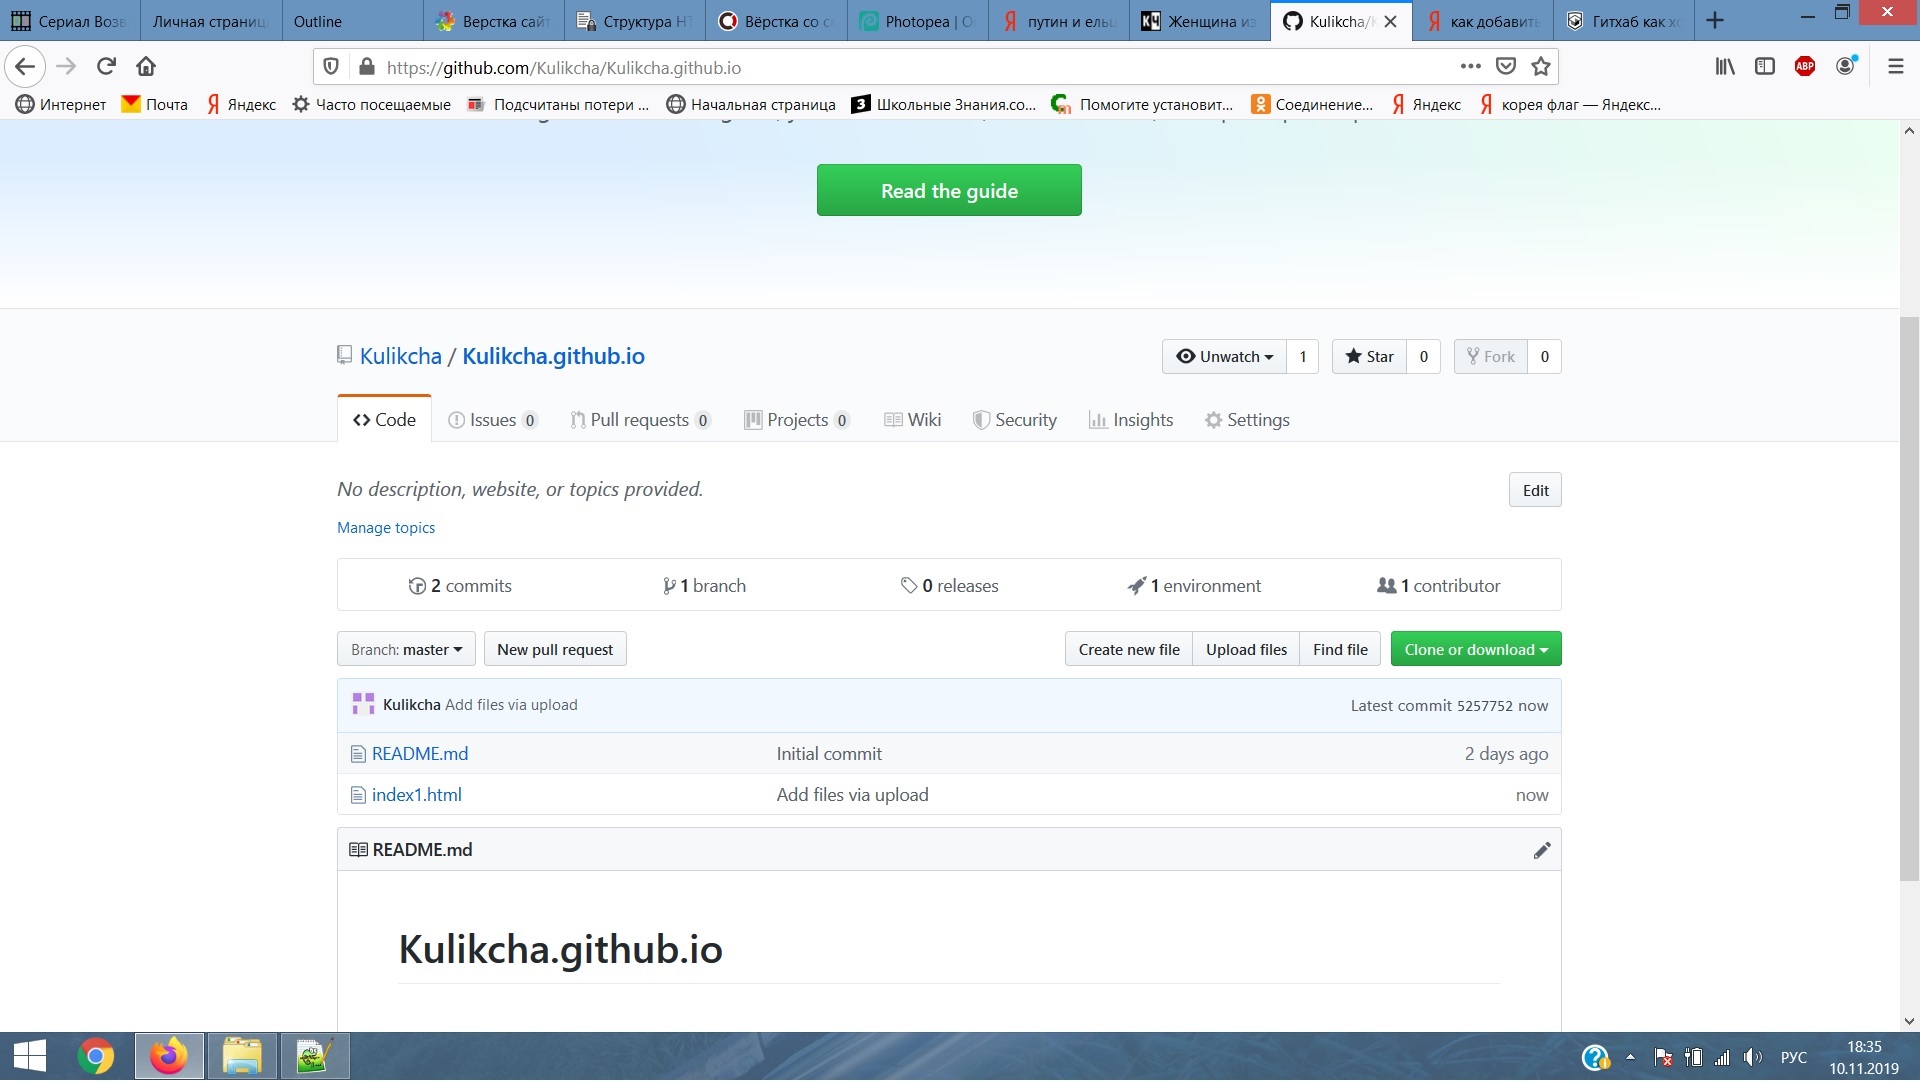 Сериал Возв
Личная страниц
Outline
Верстка сайт
Структура HT
Вёрстка со с
Photopea | O
путин и ельц
Женщина из
Kulikcha/K
как добавить
Гитхаб как хо
https://github.com/Kulikcha/Kulikcha.github.io
ABP
Интернет
Почта
Яндекс
Часто посещаемые
Подсчитаны потери ...
Начальная страница
Школьные Знания.co...
Помогите установит...
Соединение...
Яндекс
корея флаг — Яндекс...
Read the guide
Kulikcha / Kulikcha.github.io
Unwatch 1
Star 0
Fork 0
Code
Issues 0
Pull requests 0
Projects 0
Wiki
Security
Insights
Settings
No description, website, or topics provided.
Edit
Manage topics
2 commits
1 branch
0 releases
1 environment
1 contributor
Branch: master
New pull request
Create new file
Upload files
Find file
Clone or download
Kulikcha Add files via upload
Latest commit 5257752 now
README.md
Initial commit
2 days ago
index1.html
Add files via upload
now
README.md
Kulikcha.github.io
РУС
18:35
10.11.2019